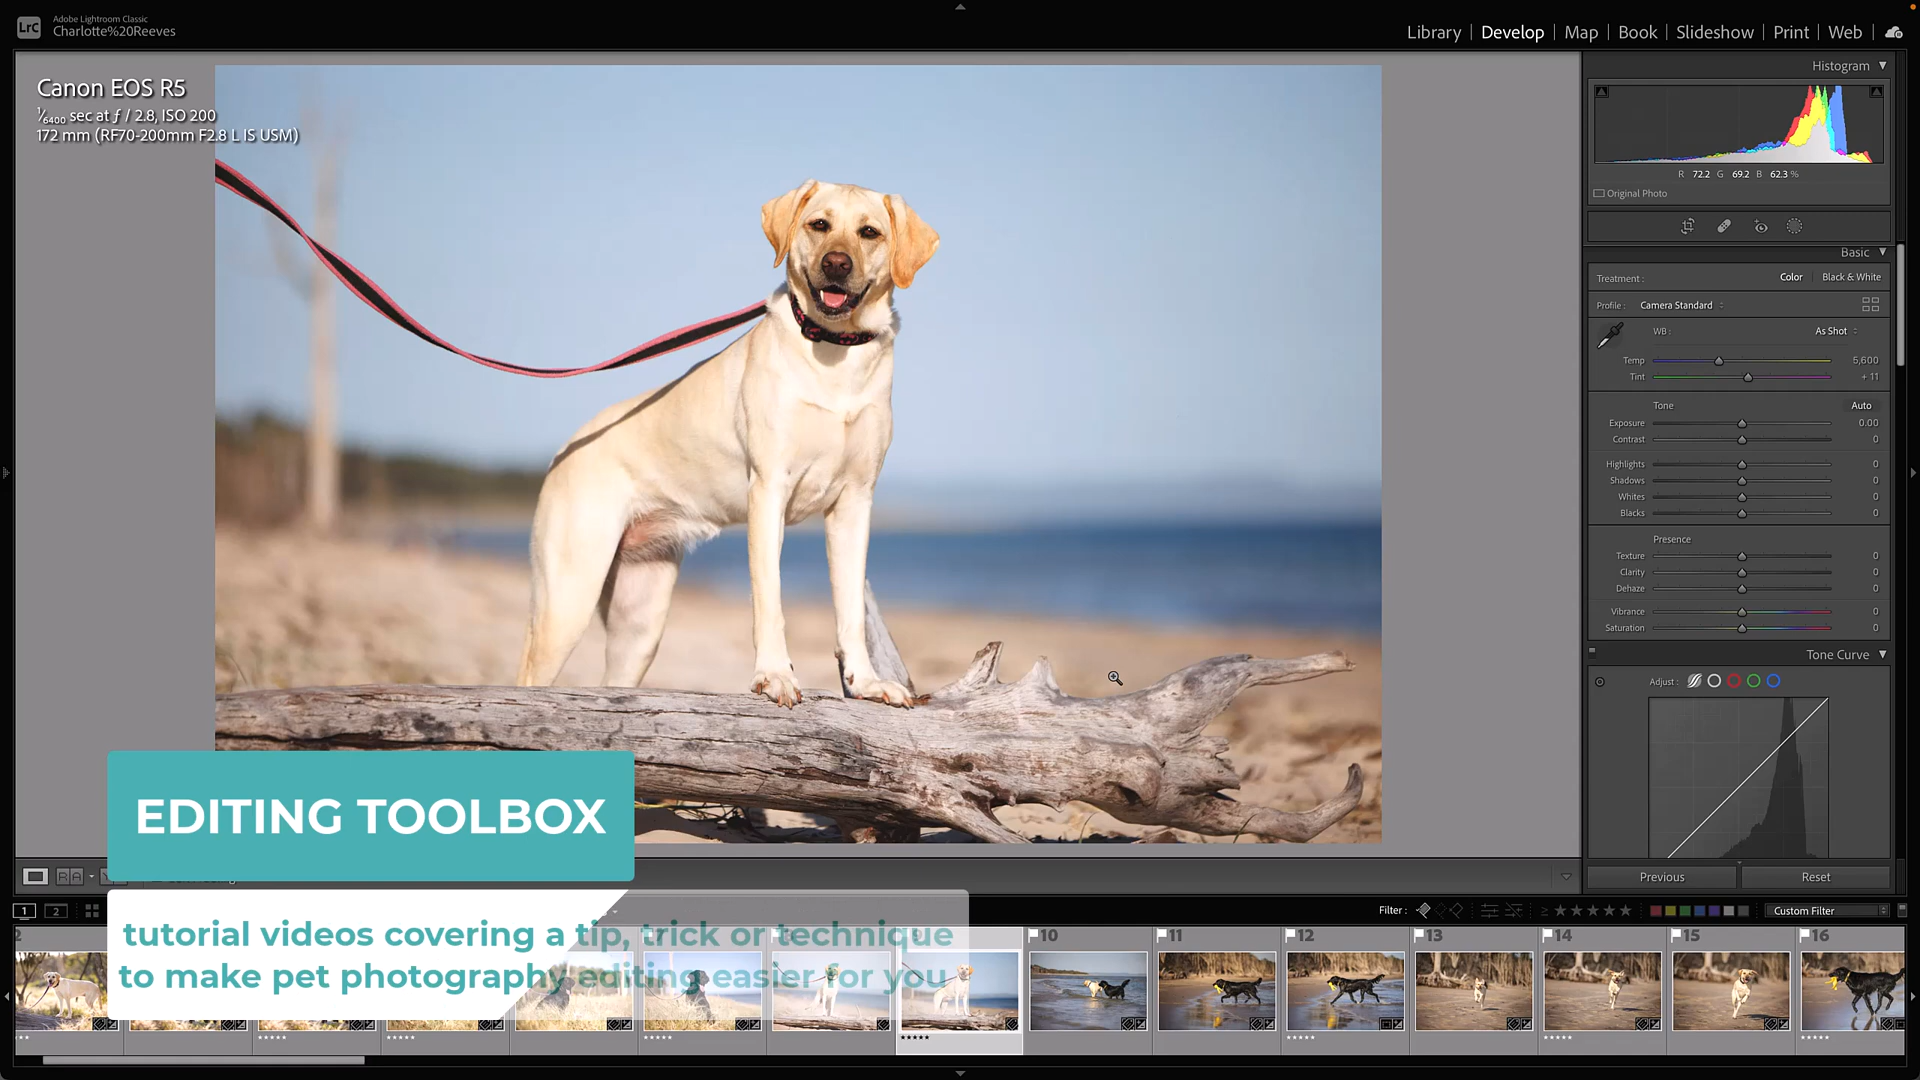 LrC
Adobe Lightroom Classic
Charlotte%20Reeves
Library | Develop | Map | Book | Slideshow | Print | Web
Canon EOS R5
1/6400 sec at ƒ / 2.8, ISO 200
172 mm (RF70-200mm F2.8 L IS USM)
Histogram
R 72.2 G 69.2 B 62.3 %
Original Photo
Basic
Treatment : Color | Black & White
Profile : Camera Standard
WB : As Shot
Temp 5,600
Tint + 11
Tone Auto
Exposure 0.00
Contrast 0
Highlights 0
Shadows 0
Whites 0
Blacks 0
Presence
Texture 0
Clarity 0
Dehaze 0
Vibrance 0
Saturation 0
Tone Curve
Adjust :
Previous Reset
EDITING TOOLBOX
tutorial videos covering a tip, trick or technique
to make pet photography editing easier for you
R A
1 2
Filter : Custom Filter
10 11 12 13 14 15 16